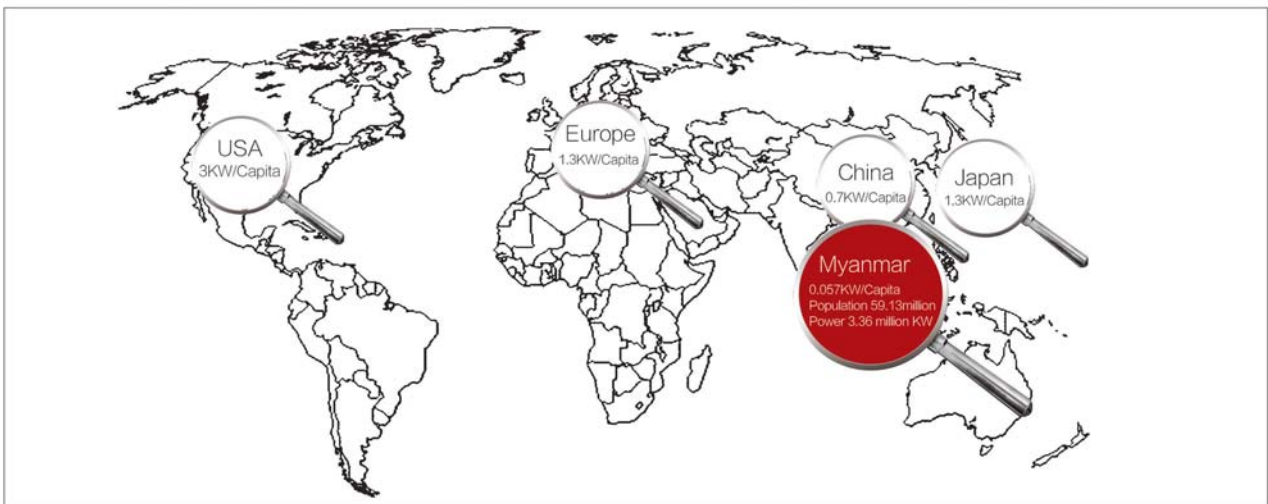 USA
3KW/Capita
Europe
1.3KW/Capita
China
0.7KW/Capita
Japan
1.3KW/Capita
Myanmar
0.057KW/Capita
Population 59.13million
Power 3.36 million KW